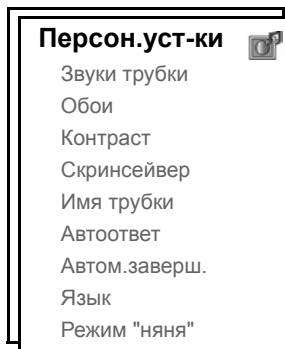 Персон.уст-ки
Звуки трубки
Обои
Контраст
Скринсейвер
Имя трубки
Автоответ
Автом.заверш.
Язык
Режим "няня"